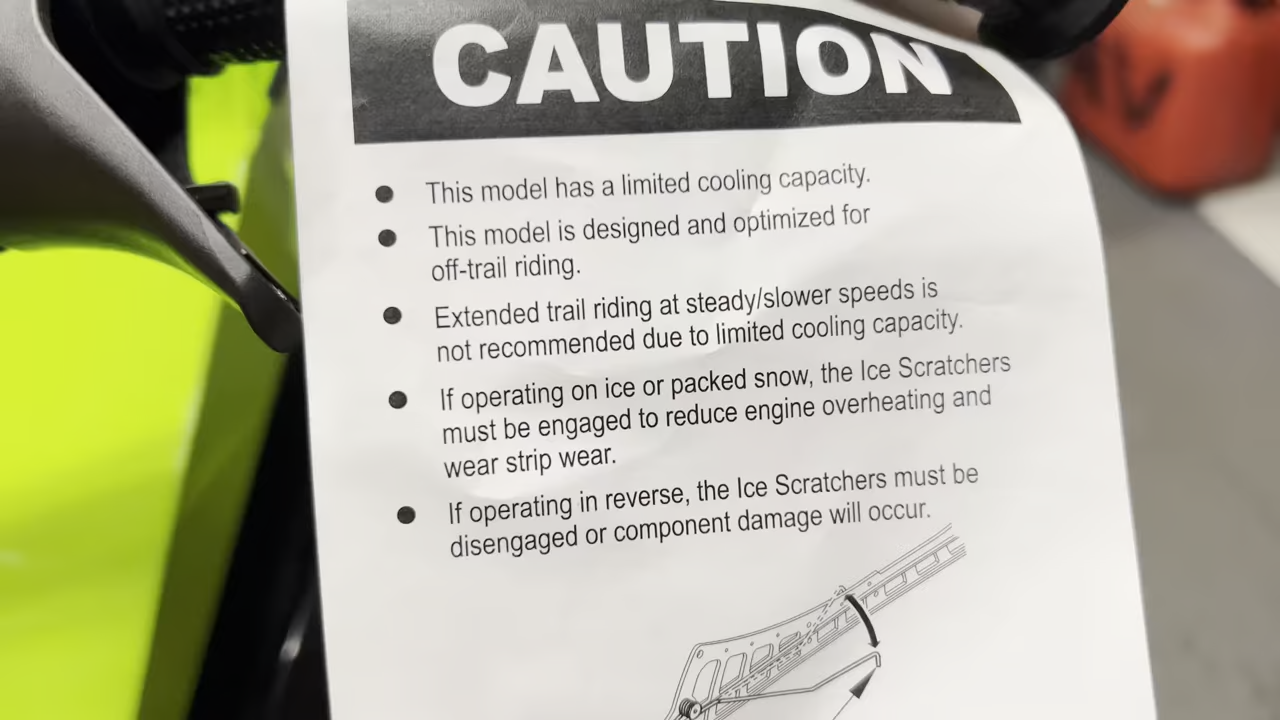 CAUTION
● This model has a limited cooling capacity.
● This model is designed and optimized for
off-trail riding.
● Extended trail riding at steady/slower speeds is
not recommended due to limited cooling capacity.
● If operating on ice or packed snow, the Ice Scratchers
must be engaged to reduce engine overheating and
wear strip wear.
● If operating in reverse, the Ice Scratchers must be
disengaged or component damage will occur.